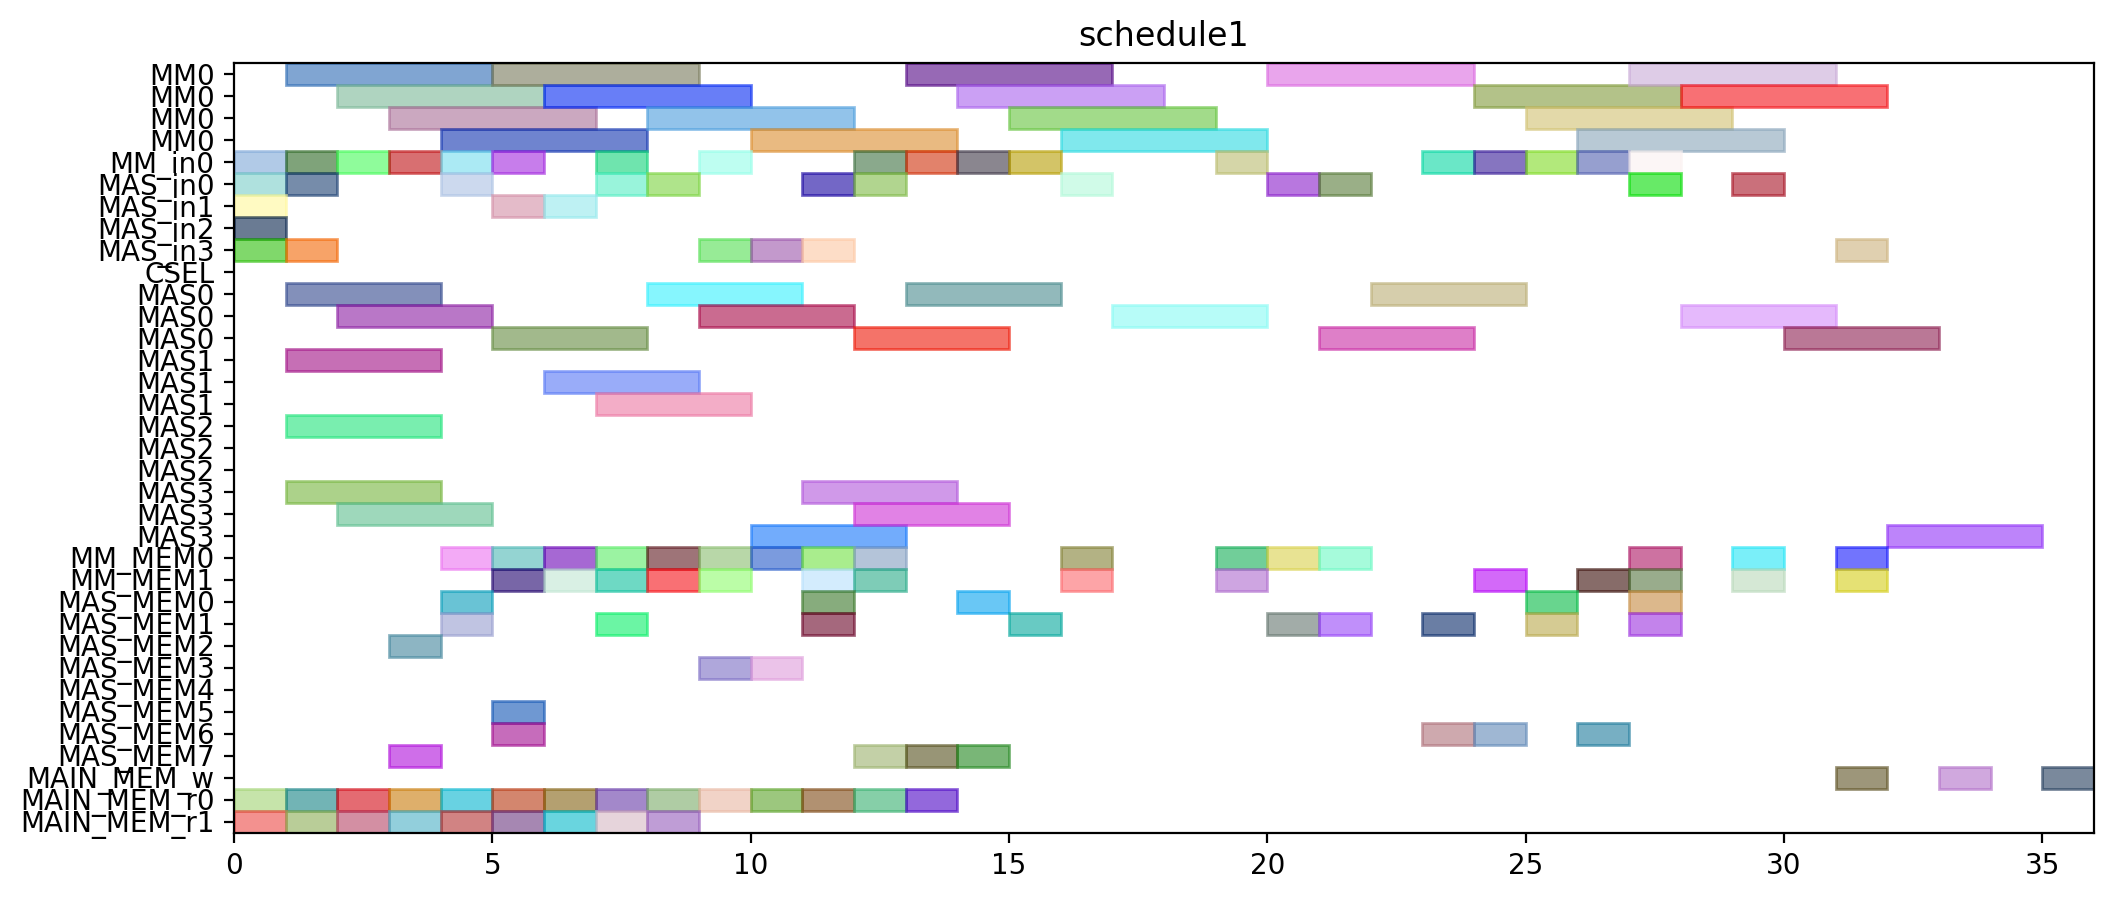 schedule1
MM0
MM0
MM0
MM0
MM_in0
MAS_in0
MAS_in1
MAS_in2
MAS_in3
CSEL
MAS0
MAS0
MAS0
MAS1
MAS1
MAS1
MAS2
MAS2
MAS2
MAS3
MAS3
MAS3
MM_MEM0
MM_MEM1
MAS_MEM0
MAS_MEM1
MAS_MEM2
MAS_MEM3
MAS_MEM4
MAS_MEM5
MAS_MEM6
MAS_MEM7
MAIN_MEM_w
MAIN_MEM_r0
MAIN_MEM_r1
0 5 10 15 20 25 30 35